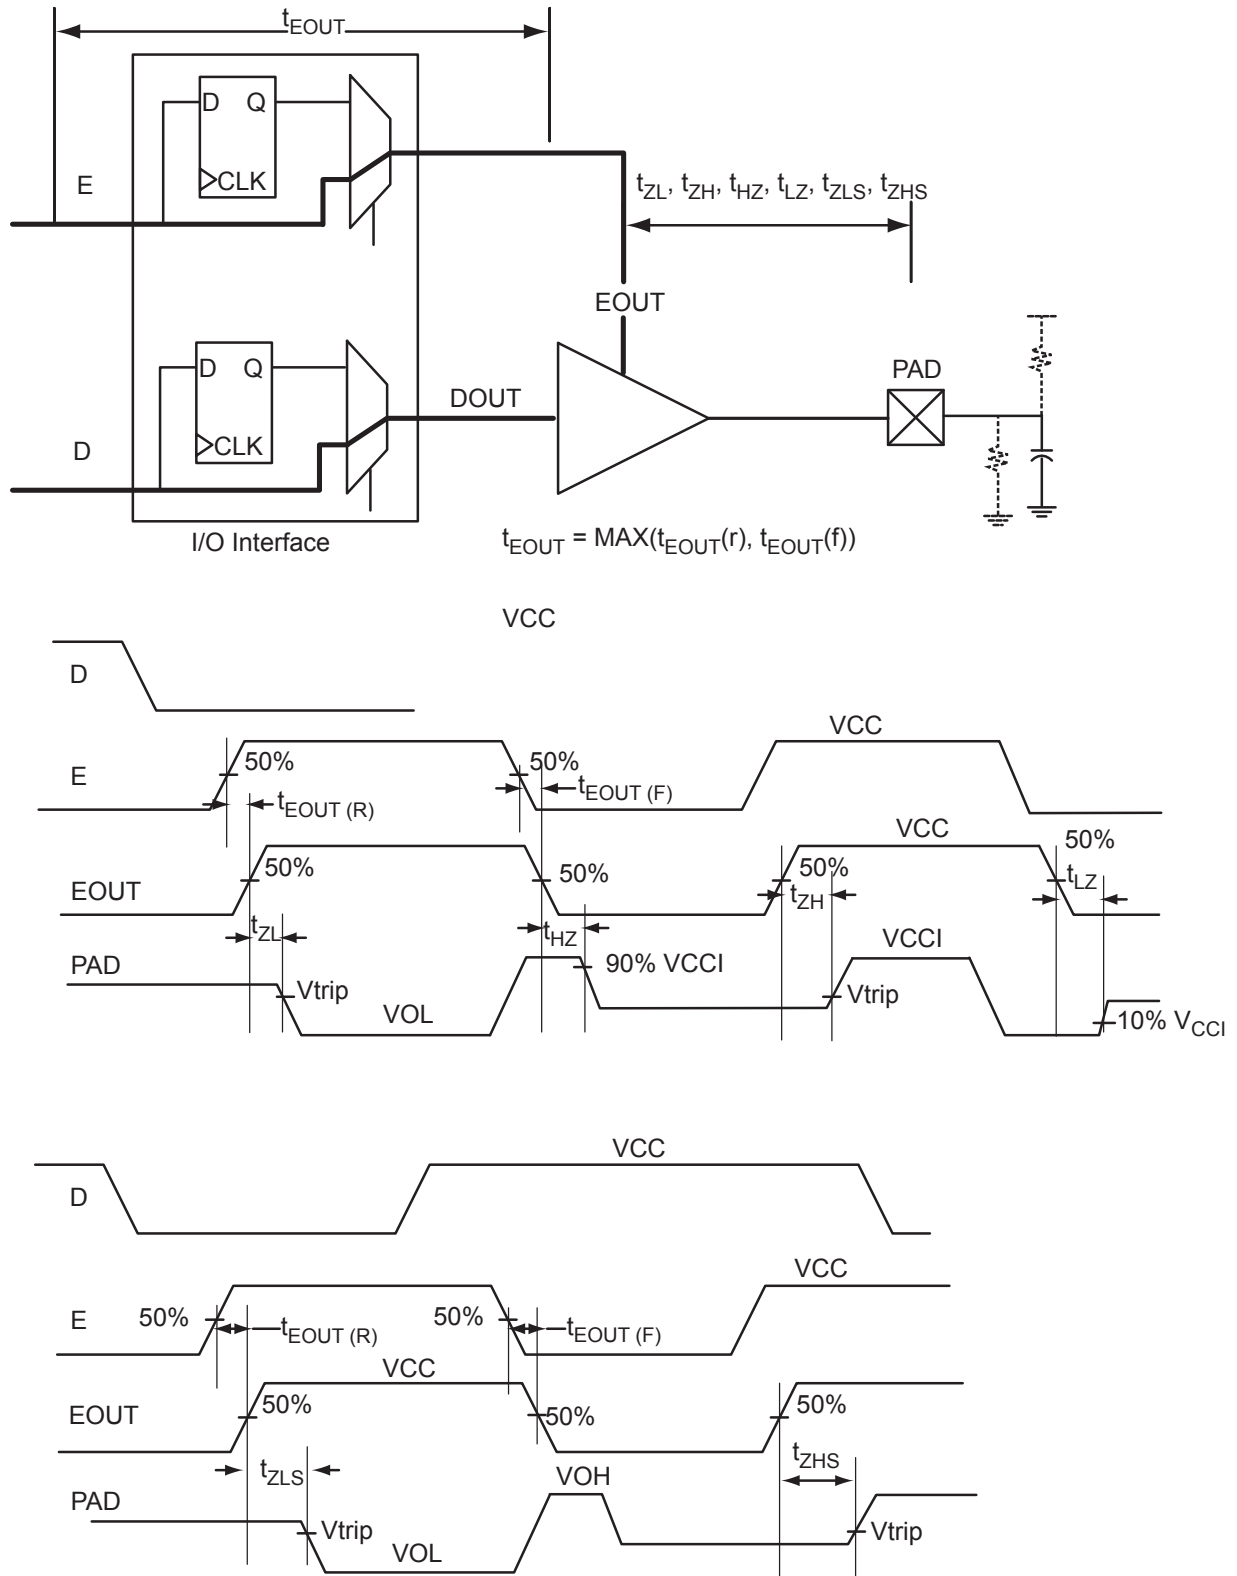 tEOUT
D Q
CLK
E
tZL, tZH, tHZ, tLZ, tZLS, tZHS
EOUT
D Q
CLK
D
DOUT
PAD
I/O Interface
tEOUT = MAX(tEOUT(r), tEOUT(f))
VCC
D
VCC
E
50%
50%
tEOUT (R)
tEOUT (F)
VCC
50%
EOUT
50%
50%
50%
tZL
tHZ
tZH
tLZ
PAD
VCCI
90% VCCI
Vtrip
VOL
Vtrip
10% VCCI
VCC
D
VCC
E
50%
tEOUT (R)
50%
tEOUT (F)
VCC
EOUT
50%
50%
50%
tZLS
tZHS
PAD
VOH
Vtrip
VOL
Vtrip